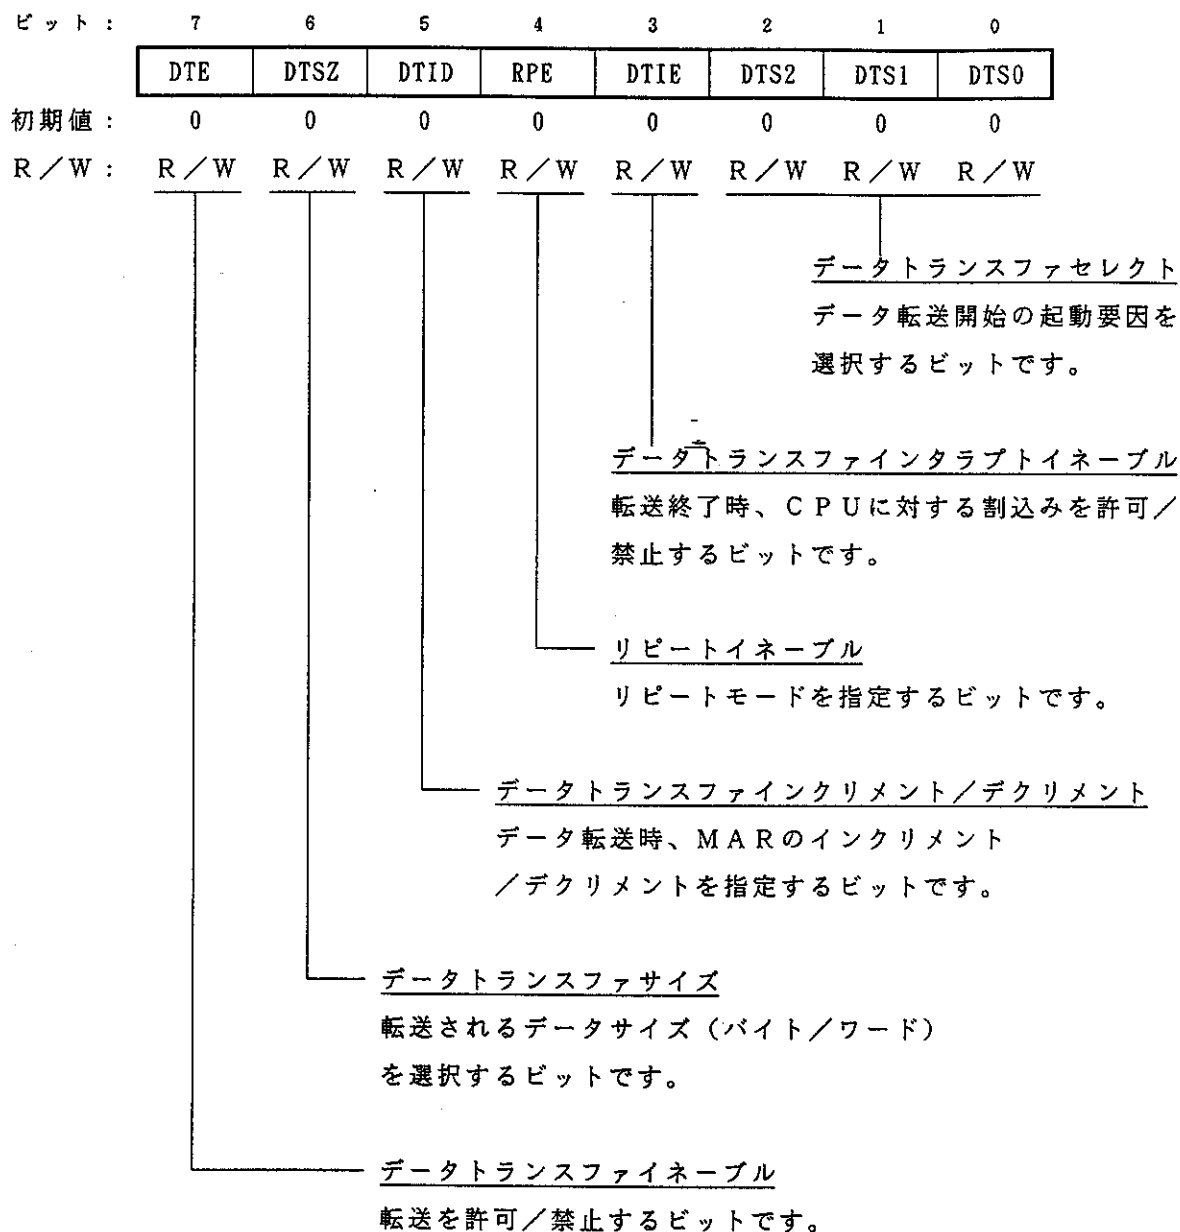 ビット： 7 6 5 4 3 2 1 0
DTE DTSZ DTID RPE DTIE DTS2 DTS1 DTS0
初期値： 0 0 0 0 0 0 0 0
R／W： R／W R／W R／W R／W R／W R／W R／W R／W
データトランスファセレクト
データ転送開始の起動要因を
選択するビットです。
データトランスファインタラプトイネーブル
転送終了時、CPUに対する割込みを許可／
禁止するビットです。
リピートイネーブル
リピートモードを指定するビットです。
データトランスファインクリメント／デクリメント
データ転送時、MARのインクリメント
／デクリメントを指定するビットです。
データトランスファサイズ
転送されるデータサイズ（バイト／ワード）
を選択するビットです。
データトランスファイネーブル
転送を許可／禁止するビットです。